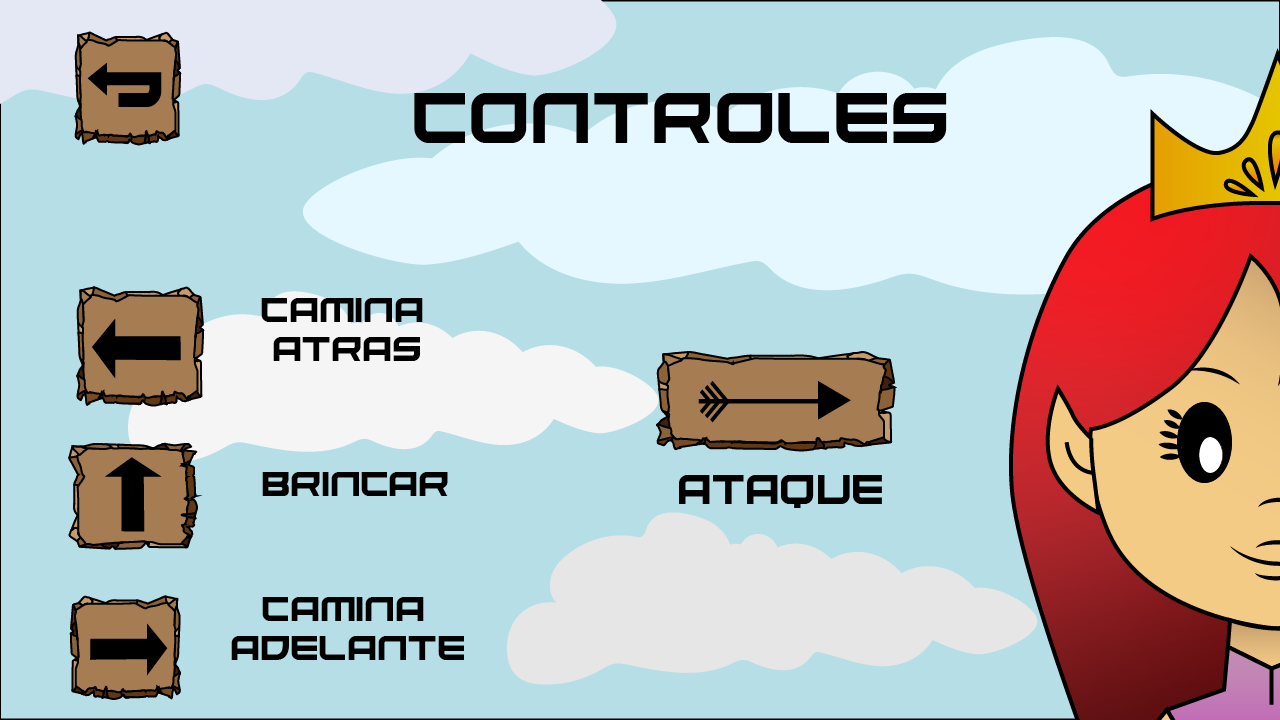 CONTROLES
CAMINA
ATRAS
BRINCAR
ATAQUE
CAMINA
ADELANTE